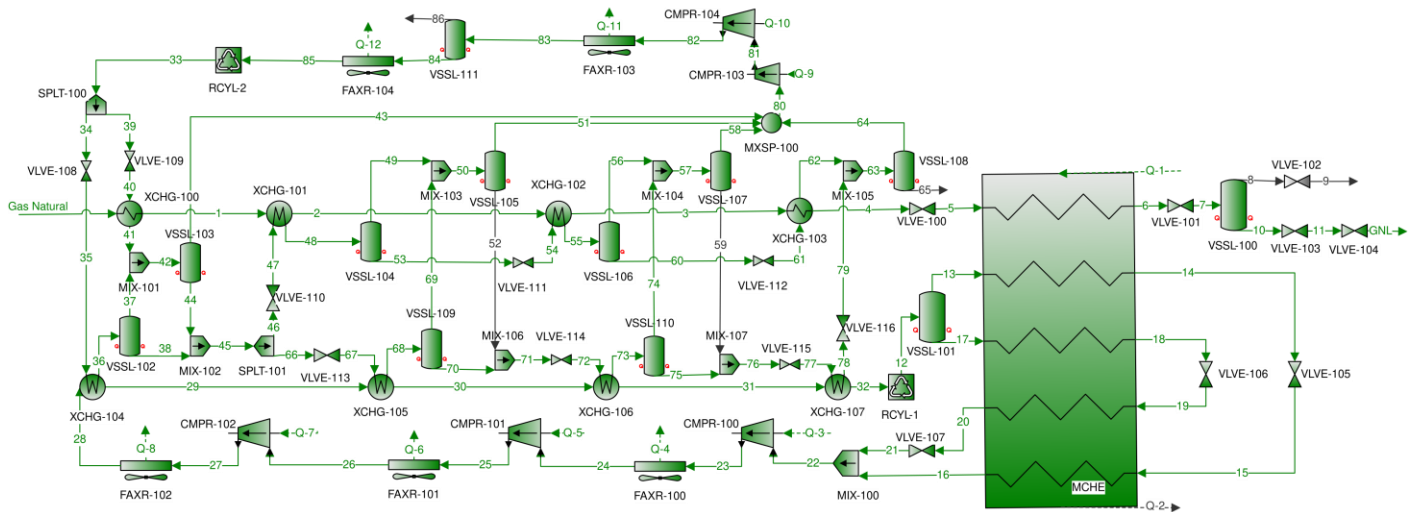 86 CMPR-104 Q-10
Q-12 Q-11
33 85 84 83 82 81
VSSL-111 FAXR-103 CMPR-103 Q-9
RCYL-2 FAXR-104
SPLT-100 80
34 39 43 51 58 64
MXSP-100
VLVE-108 VLVE-109 49 50 56 57 62 63 VSSL-108
40 MIX-103 MIX-104 MIX-105 65 VLVE-102
XCHG-100 XCHG-101 VSSL-105 XCHG-102 VSSL-107 Q-1 8 9
Gas Natural 1 2 3 4 5 6 7
VLVE-100 VLVE-101
41 VSSL-103 48 VSSL-104 52 54 55 VSSL-106 59 XCHG-103 VSSL-100 10 11 GNL
35 42 47 53 60 61 VLVE-103 VLVE-104
MIX-101 69 VLVE-111 74 VLVE-112 79 13 14
37 44 VLVE-110
46 VSSL-109 MIX-106 VLVE-114 VSSL-110 MIX-107 VLVE-115 VLVE-116
36 38 45 66 67 68 71 72 73 76 77 78 12 VSSL-101 17 18
VSSL-102 MIX-102 SPLT-101 VLVE-113 70 75 VLVE-106 VLVE-105
29 30 31 32
XCHG-104 XCHG-105 XCHG-106 XCHG-107 RCYL-1 20 19
28 Q-8 CMPR-102 Q-7 Q-6 CMPR-101 Q-5 Q-4 CMPR-100 Q-3 VLVE-107
21
27 26 25 24 23 22 16 15
FAXR-102 FAXR-101 FAXR-100 MIX-100 MCHE
Q-2